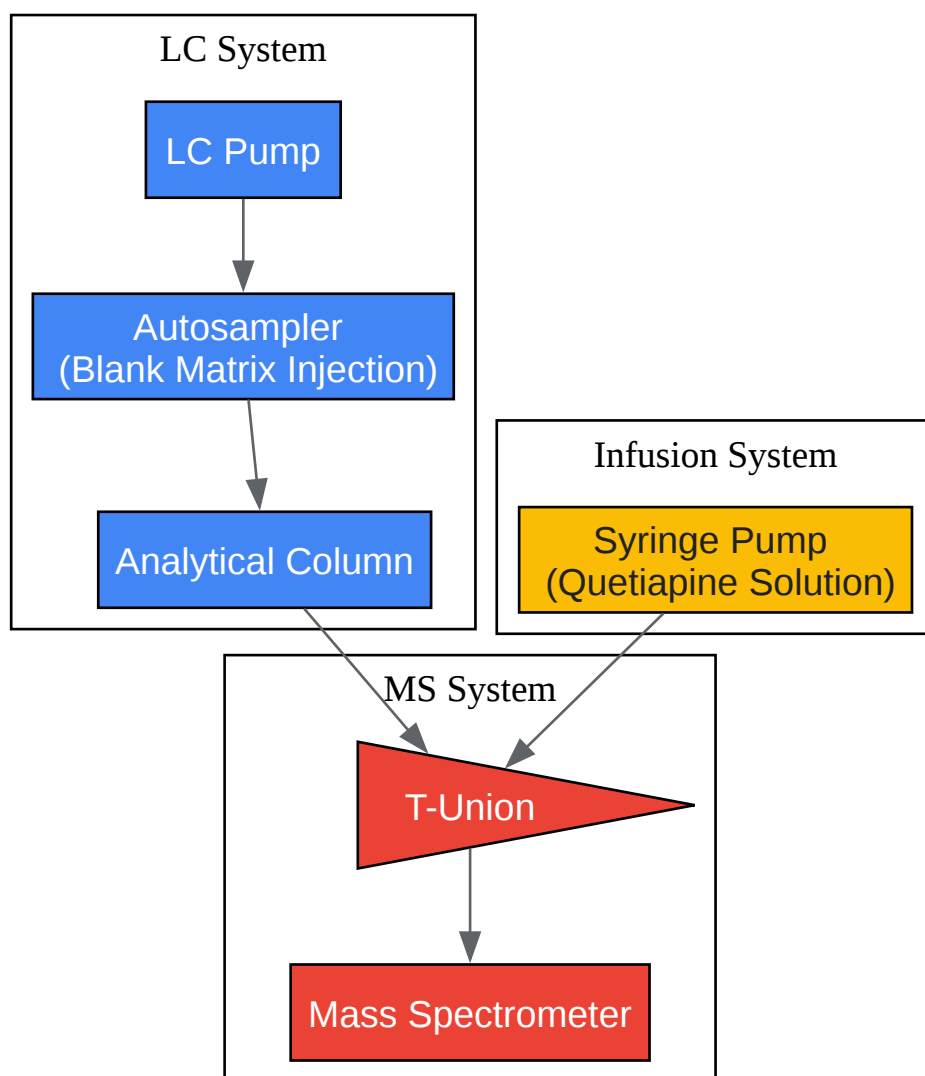 LC System
LC Pump
Autosampler
(Blank Matrix Injection)
Analytical Column
Infusion System
Syringe Pump
(Quetiapine Solution)
MS System
T-Union
Mass Spectrometer